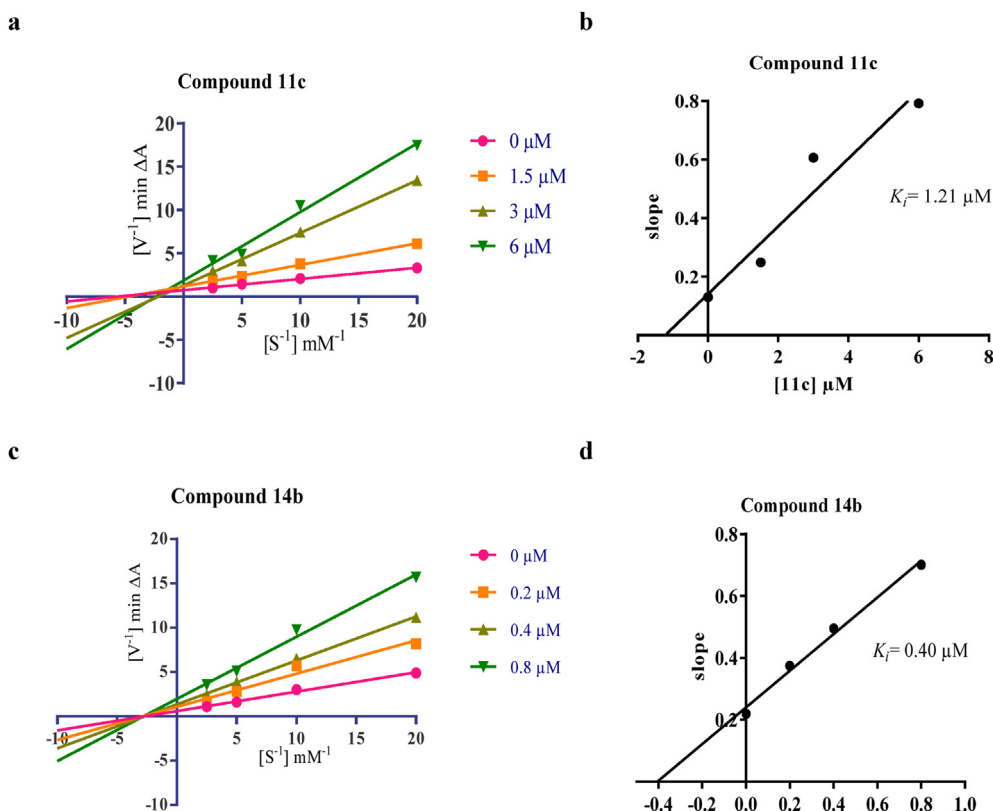 a
Compound 11c
[V⁻¹] min ΔA
20
15
10
5
-10
-5
5
10
15
20
-5
-10
[S⁻¹] mM⁻¹
0 µM
1.5 µM
3 µM
6 µM
b
Compound 11c
slope
0.8
0.6
0.4
0.2
-2
0
2
4
6
8
[11c] µM
Kᵢ= 1.21 µM
c
Compound 14b
[V⁻¹] min ΔA
20
15
10
5
-10
-5
5
10
15
20
-5
-10
[S⁻¹] mM⁻¹
0 µM
0.2 µM
0.4 µM
0.8 µM
d
Compound 14b
slope
0.8
0.6
0.4
0.2
-0.4
-0.2
0.0
0.2
0.4
0.6
0.8
1.0
Kᵢ= 0.40 µM